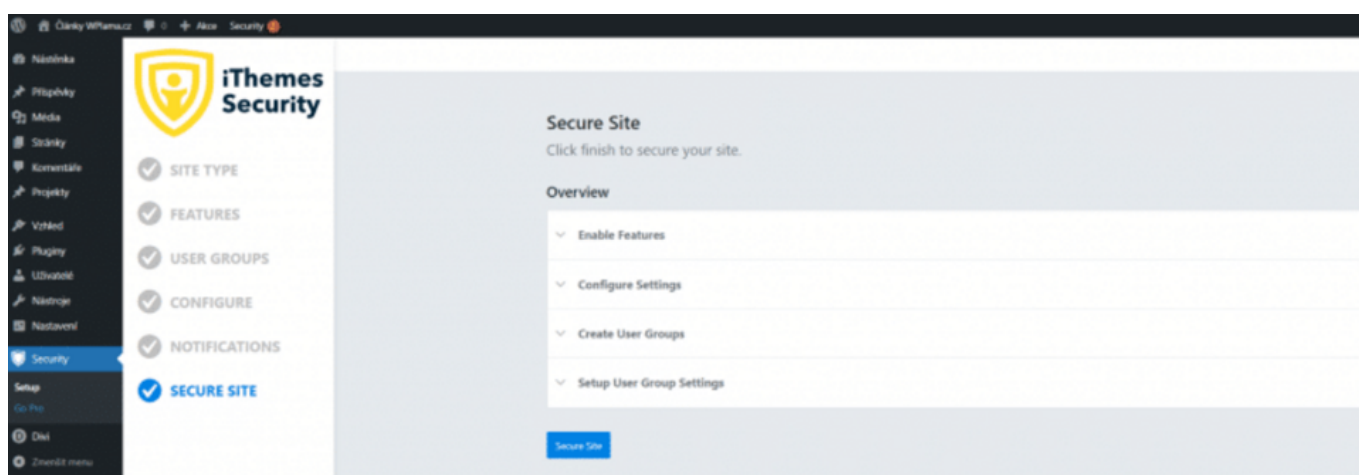 Články WPlama.cz 0 Akce Security
Nástěnka
Příspěvky
Média
Stránky
Komentáře
Projekty
Vzhled
Pluginy
Uživatelé
Nástroje
Nastavení
Security
Setup
Go Pro
Divi
Zmenšit menu
iThemes
Security
SITE TYPE
FEATURES
USER GROUPS
CONFIGURE
NOTIFICATIONS
SECURE SITE
Secure Site
Click finish to secure your site.
Overview
Enable Features
Configure Settings
Create User Groups
Setup User Group Settings
Secure Site